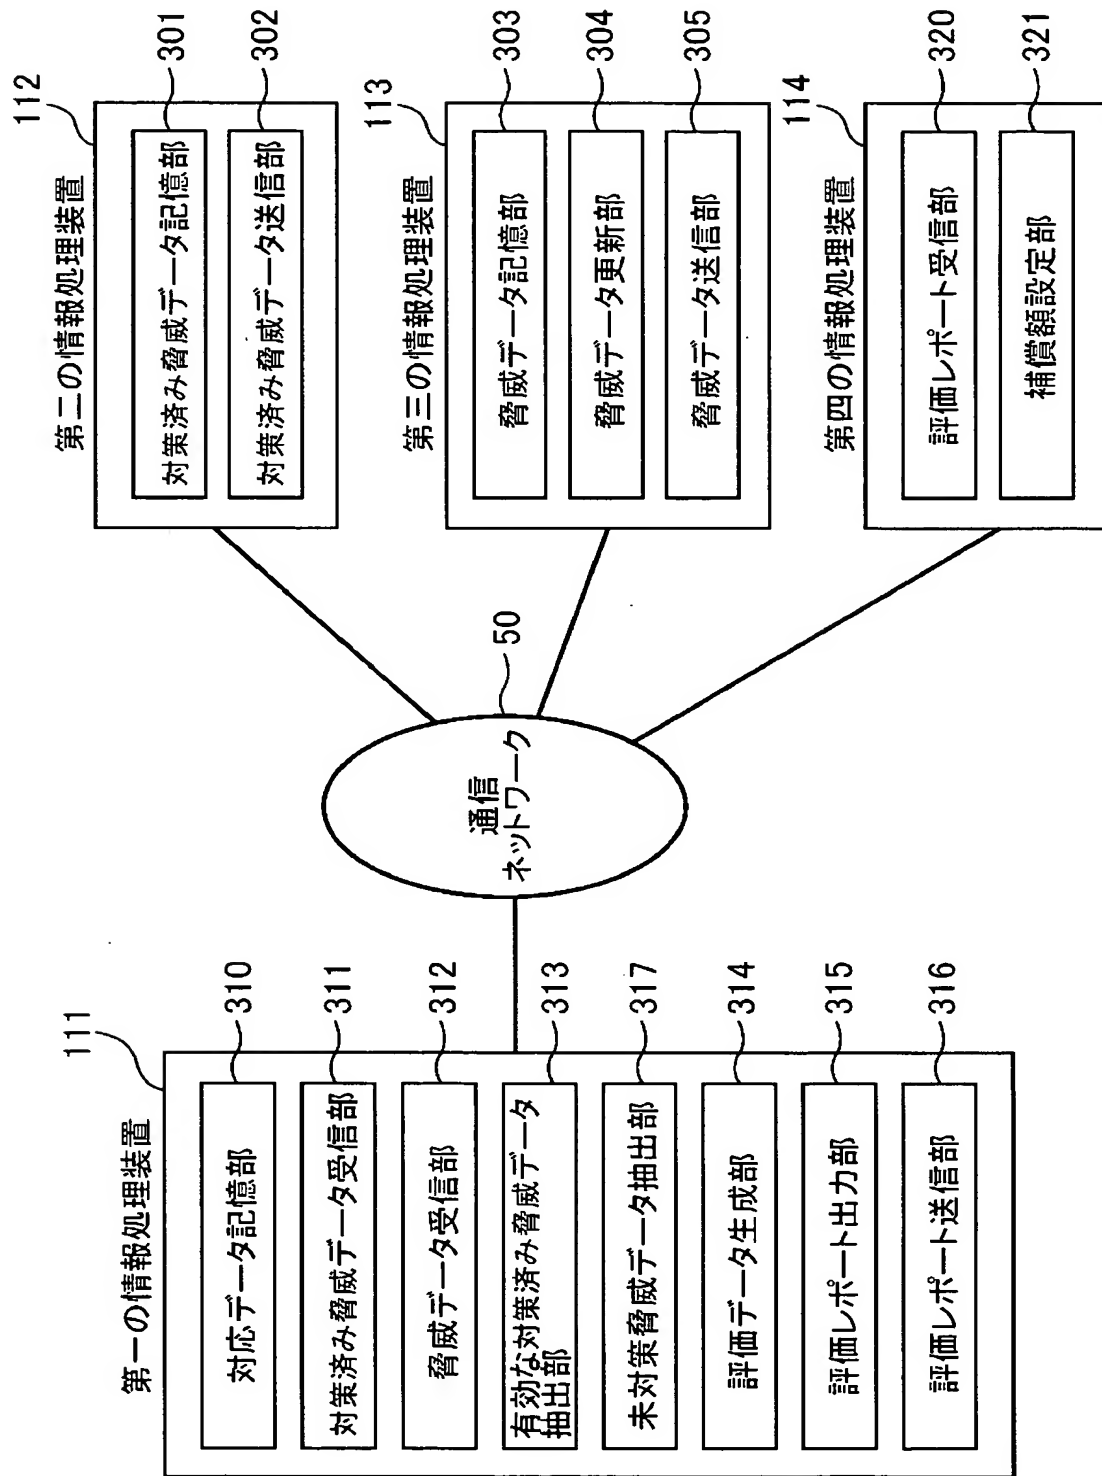 第一の情報処理装置
111
対応データ記憶部
310
対策済み脅威データ受信部
311
脅威データ受信部
312
有効な対策済み脅威データ
抽出部
313
未対策脅威データ抽出部
317
評価データ生成部
314
評価レポート出力部
315
評価レポート送信部
316
通信
ネットワーク
50
第二の情報処理装置
112
対策済み脅威データ記憶部
301
対策済み脅威データ送信部
302
第三の情報処理装置
113
脅威データ記憶部
303
脅威データ更新部
304
脅威データ送信部
305
第四の情報処理装置
114
評価レポート受信部
320
補償額設定部
321